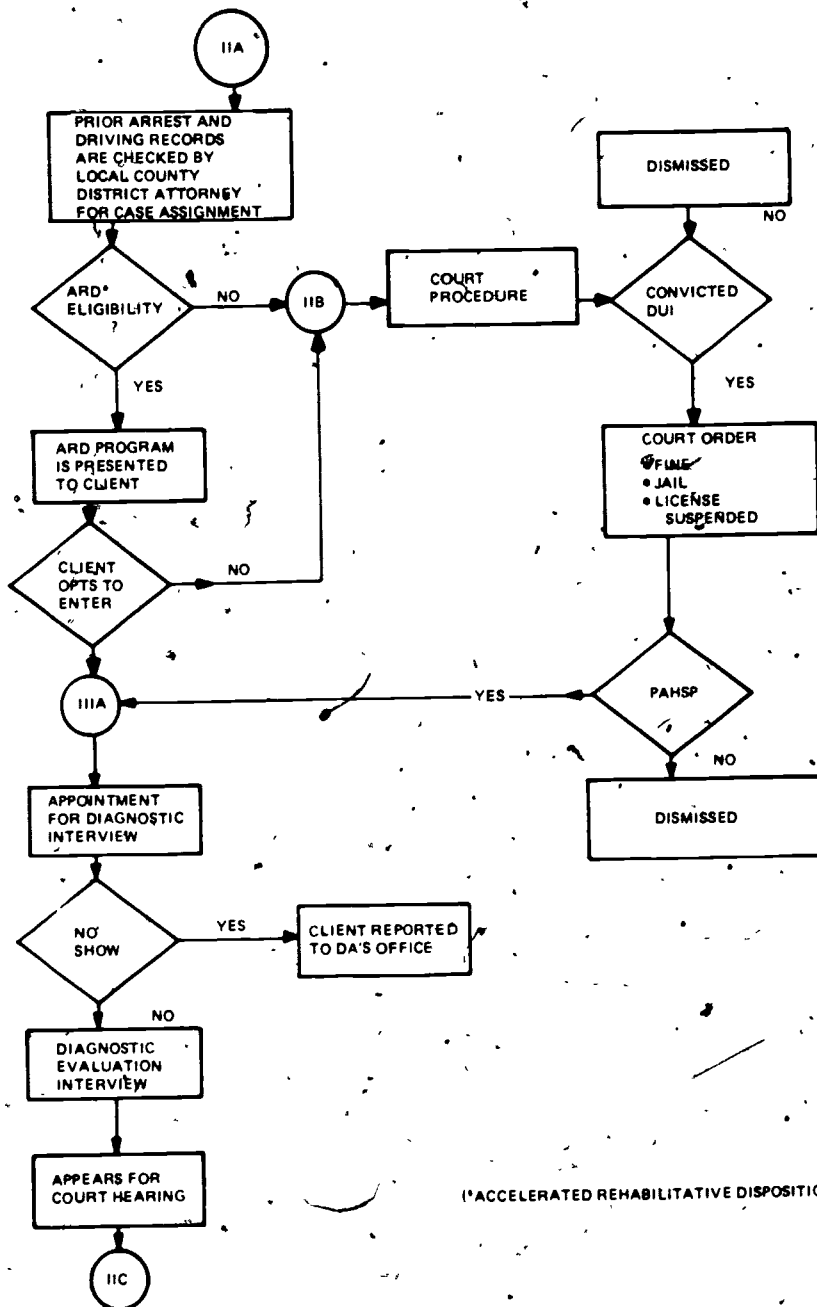 IIA
PRIOR ARREST AND
DRIVING RECORDS
ARE CHECKED BY
LOCAL COUNTY
DISTRICT ATTORNEY
FOR CASE ASSIGNMENT
ARD*
ELIGIBILITY
?
NO
YES
IIB
COURT
PROCEDURE
DISMISSED
NO
CONVICTED
DUI
YES
COURT ORDER
• FINE
• JAIL
• LICENSE
SUSPENDED
ARD PROGRAM
IS PRESENTED
TO CLIENT
CLIENT
OPTS TO
ENTER
NO
IIIA
YES
PAHSP
NO
DISMISSED
APPOINTMENT
FOR DIAGNOSTIC
INTERVIEW
NO
SHOW
YES
CLIENT REPORTED
TO DA'S OFFICE
NO
DIAGNOSTIC
EVALUATION
INTERVIEW
APPEARS FOR
COURT HEARING
IIC
(*ACCELERATED REHABILITATIVE DISPOSITIO